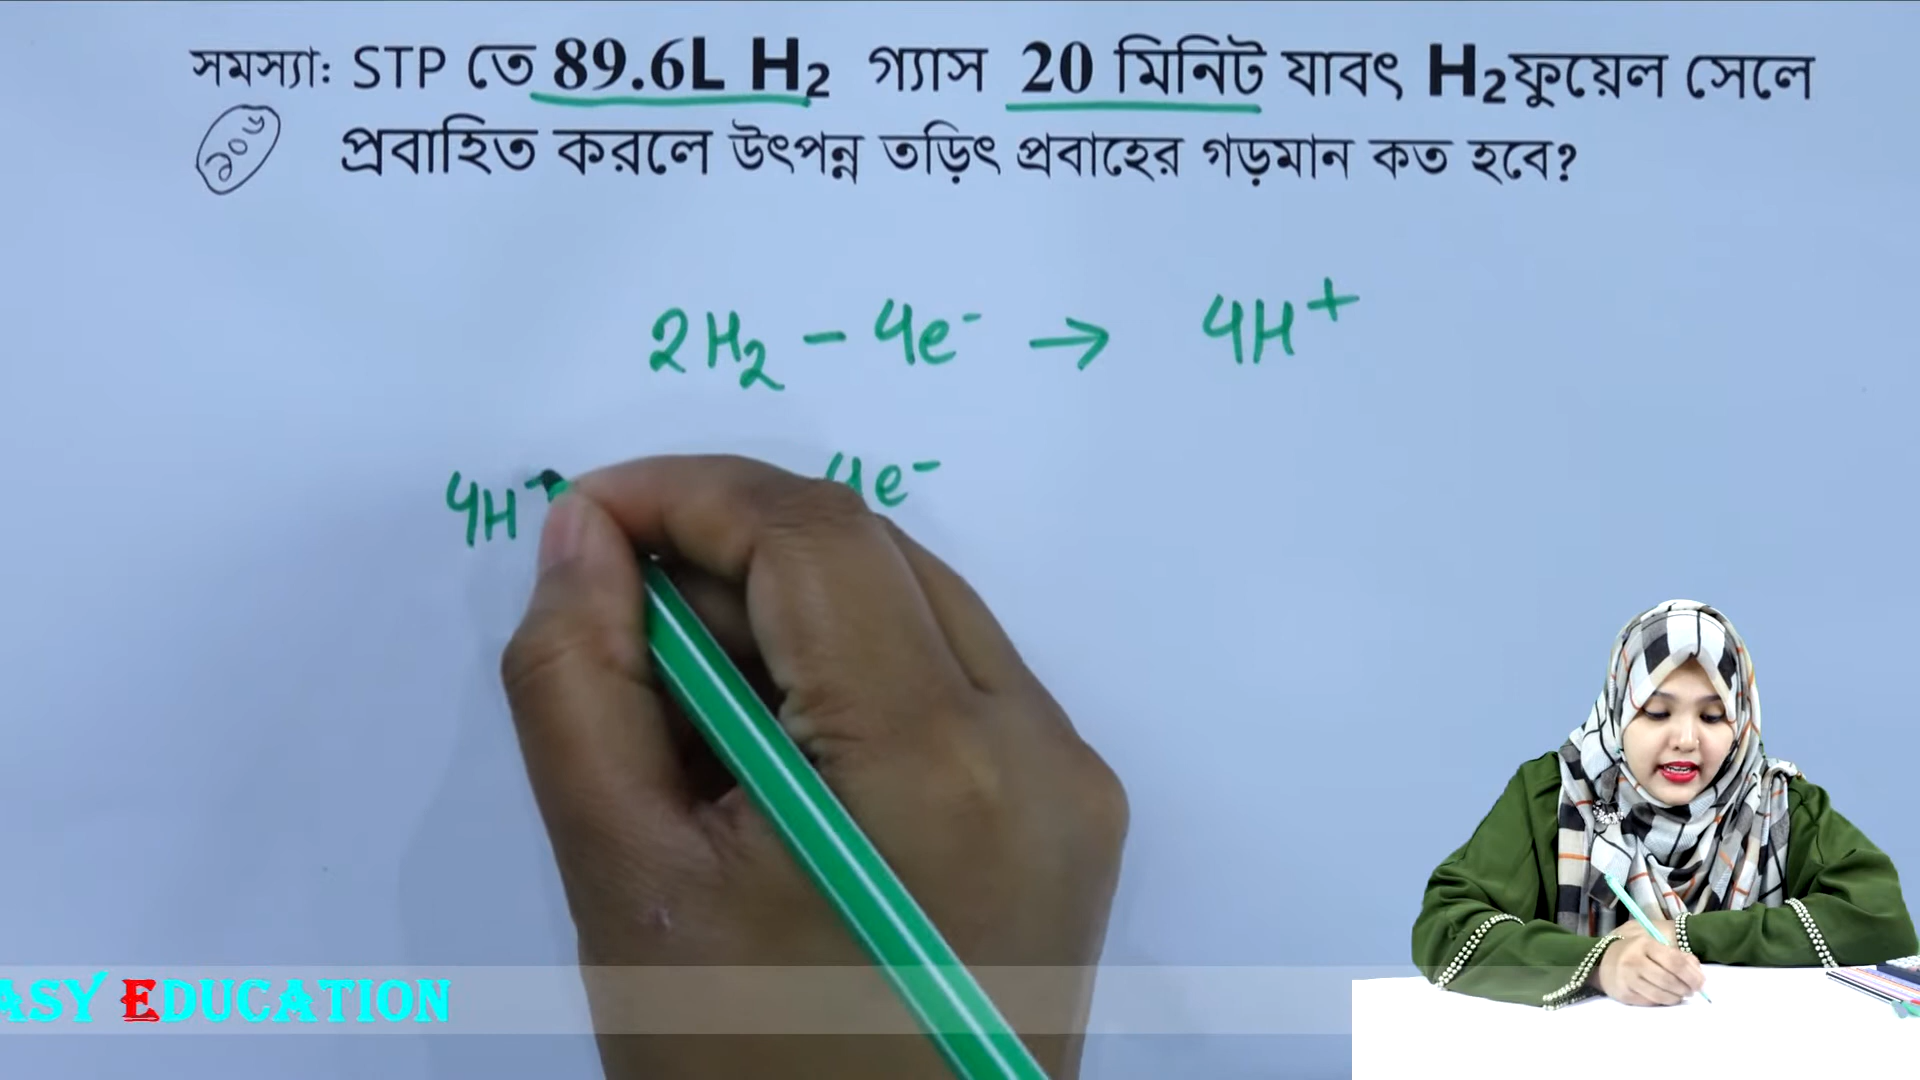 সমস্যাঃ STP তে 89.6L H₂ গ্যাস 20 মিনিট যাবৎ H₂ফুয়েল সেলে
প্রবাহিত করলে উৎপন্ন তড়িৎ প্রবাহের গড়মান কত হবে?
2H₂ – 4e⁻ → 4H⁺
4H 4e⁻
ASY EDUCATION